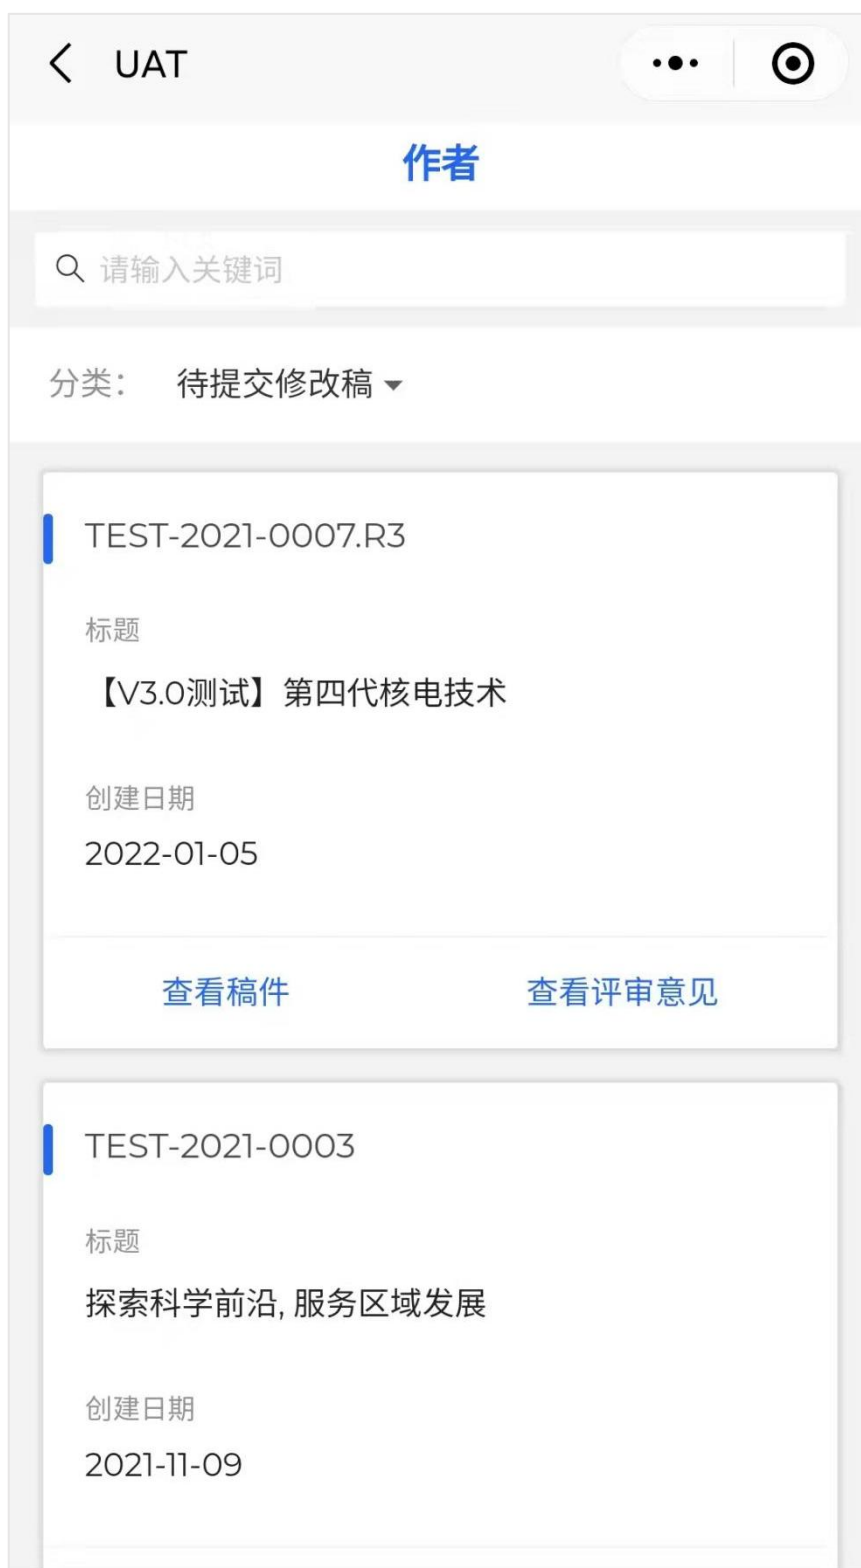 UAT
作者
请输入关键词
分类： 待提交修改稿
TEST-2021-0007.R3
标题
【V3.0测试】第四代核电技术
创建日期
2022-01-05
查看稿件 查看评审意见
TEST-2021-0003
标题
探索科学前沿, 服务区域发展
创建日期
2021-11-09